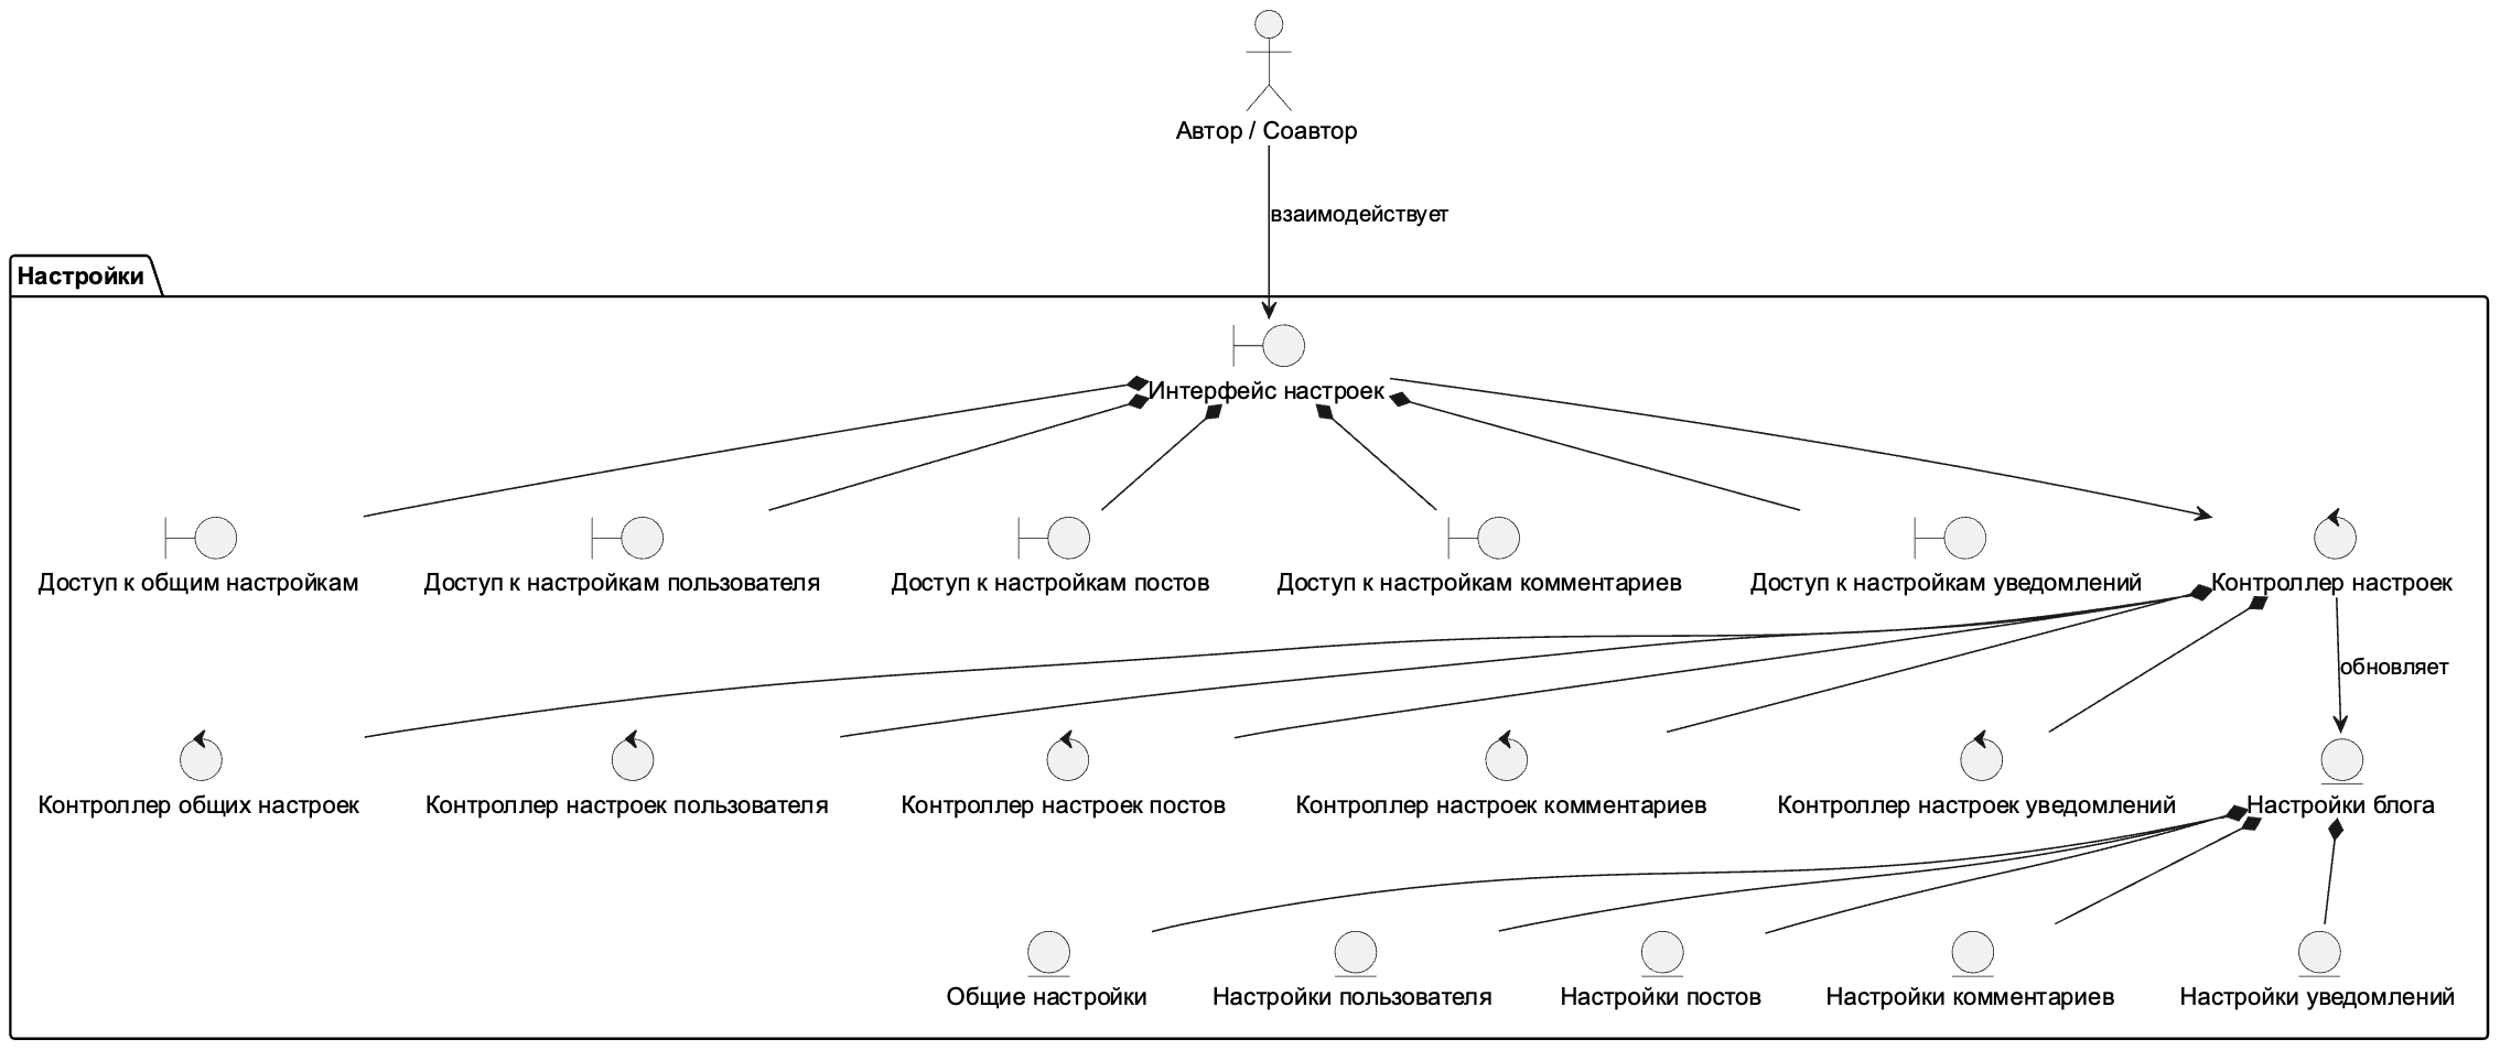 Автор / Соавтор
взаимодействует
Настройки
Интерфейс настроек
Доступ к общим настройкам
Доступ к настройкам пользователя
Доступ к настройкам постов
Доступ к настройкам комментариев
Доступ к настройкам уведомлений
Контроллер настроек
обновляет
Контроллер общих настроек
Контроллер настроек пользователя
Контроллер настроек постов
Контроллер настроек комментариев
Контроллер настроек уведомлений
Настройки блога
Общие настройки
Настройки пользователя
Настройки постов
Настройки комментариев
Настройки уведомлений